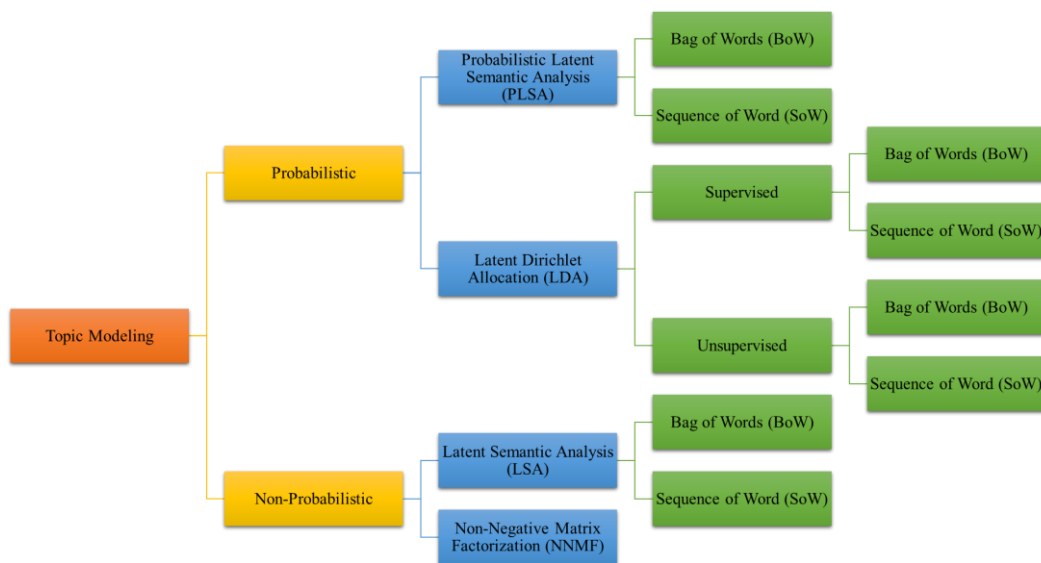 Bag of Words (BoW)
Probabilistic Latent
Semantic Analysis
(PLSA)
Sequence of Word (SoW)
Bag of Words (BoW)
Probabilistic
Supervised
Sequence of Word (SoW)
Latent Dirichlet
Allocation (LDA)
Bag of Words (BoW)
Topic Modeling
Unsupervised
Sequence of Word (SoW)
Bag of Words (BoW)
Latent Semantic Analysis
(LSA)
Non-Probabilistic
Sequence of Word (SoW)
Non-Negative Matrix
Factorization (NNMF)